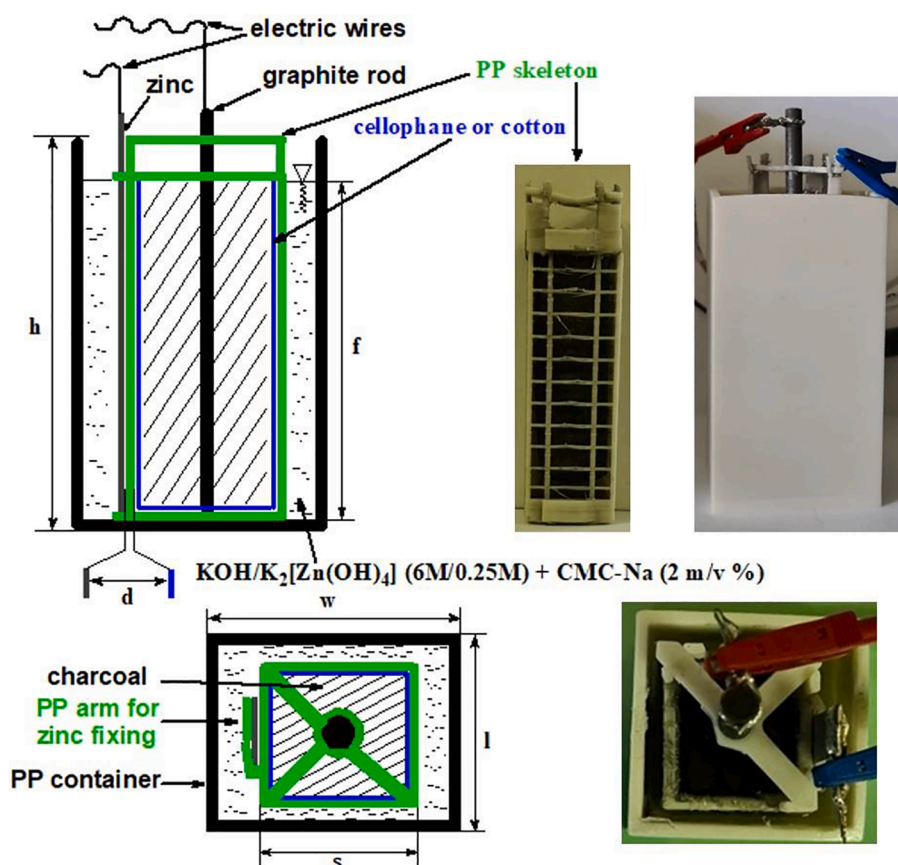 electric wires
zinc
graphite rod
PP skeleton
cellophane or cotton
h
f
d
KOH/K₂[Zn(OH)₄] (6M/0.25M) + CMC-Na (2 m/v %)
w
charcoal
PP arm for
zinc fixing
PP container
l
s